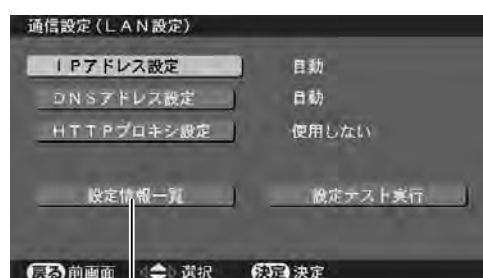 通信設定(LAN設定)
IPアドレス設定 自動
DNSアドレス設定 自動
HTTPプロキシ設定 使用しない
設定情報一覧 設定テスト実行
戻る 前画面 選択 決定 決定